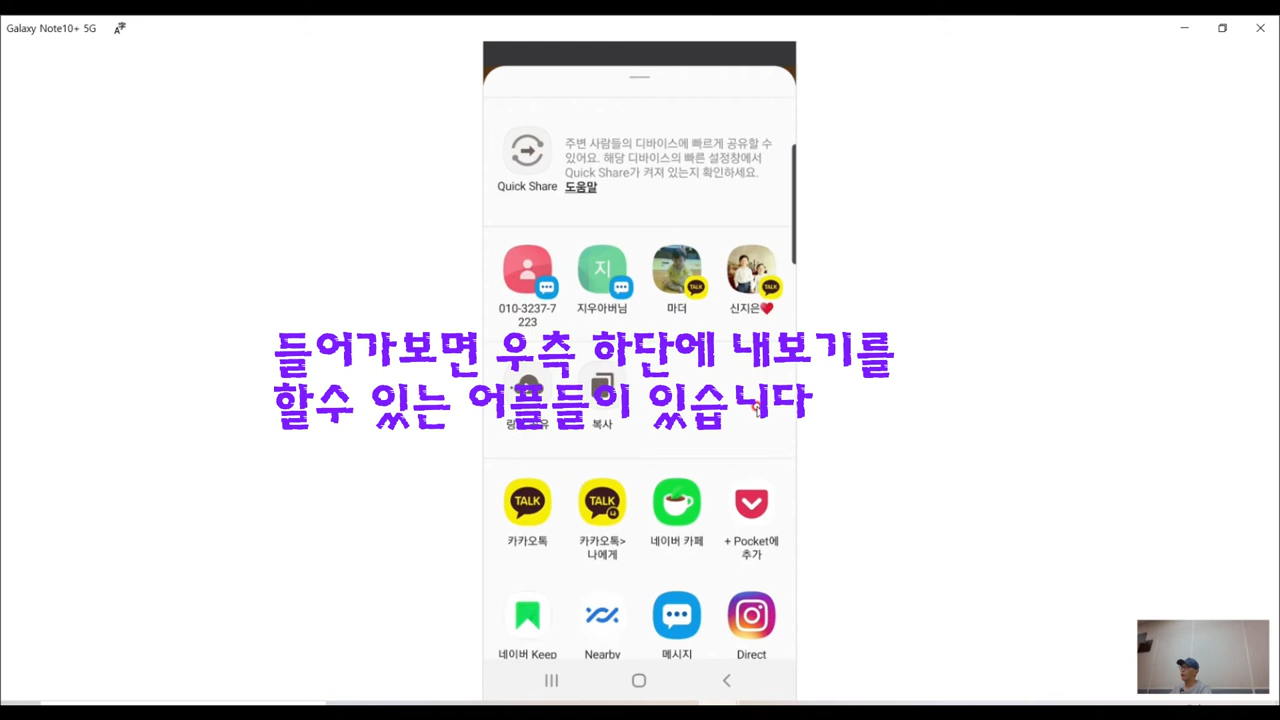 Galaxy Note10+ 5G
주변 사람들의 디바이스에 빠르게 공유할 수
있어요. 해당 디바이스의 빠른 설정창에서
Quick Share가 켜져 있는지 확인하세요.
도움말
Quick Share
지
TALK
TALK
010-3237-7
223
지우아버님
마더
신지은❤
들어가보면 우측 하단에 내보기를
할수 있는 어플들이 있습니다
복사
TALK
TALK
나
카카오톡
카카오톡>
나에게
네이버 카페
+ Pocket에
추가
네이버 Keep
Nearby
메시지
Direct